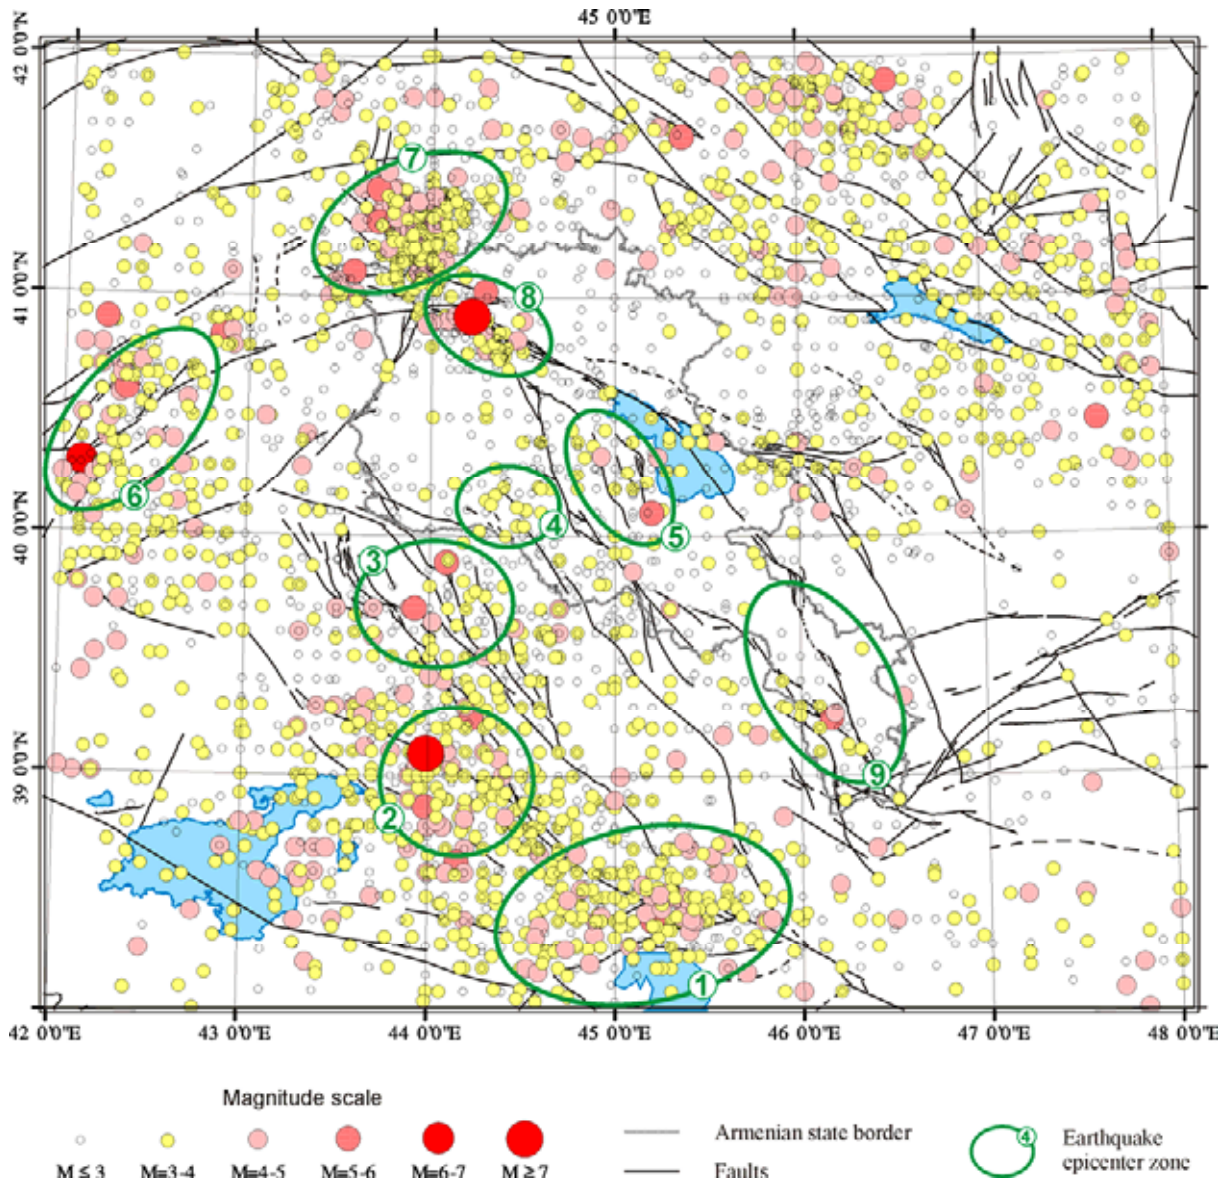 45 0'0"E
42 0'0"N
41 0'0"N
40 0'0"N
39 0'0"N
7
8
6
5
4
3
9
2
1
42 0'0"E 43 0'0"E 44 0'0"E 45 0'0"E 46 0'0"E 47 0'0"E 48 0'0"E
Magnitude scale
M ≤ 3 M=3-4 M=4-5 M=5-6 M=6-7 M ≥ 7
Armenian state border
Faults
4
Earthquake
epicenter zone